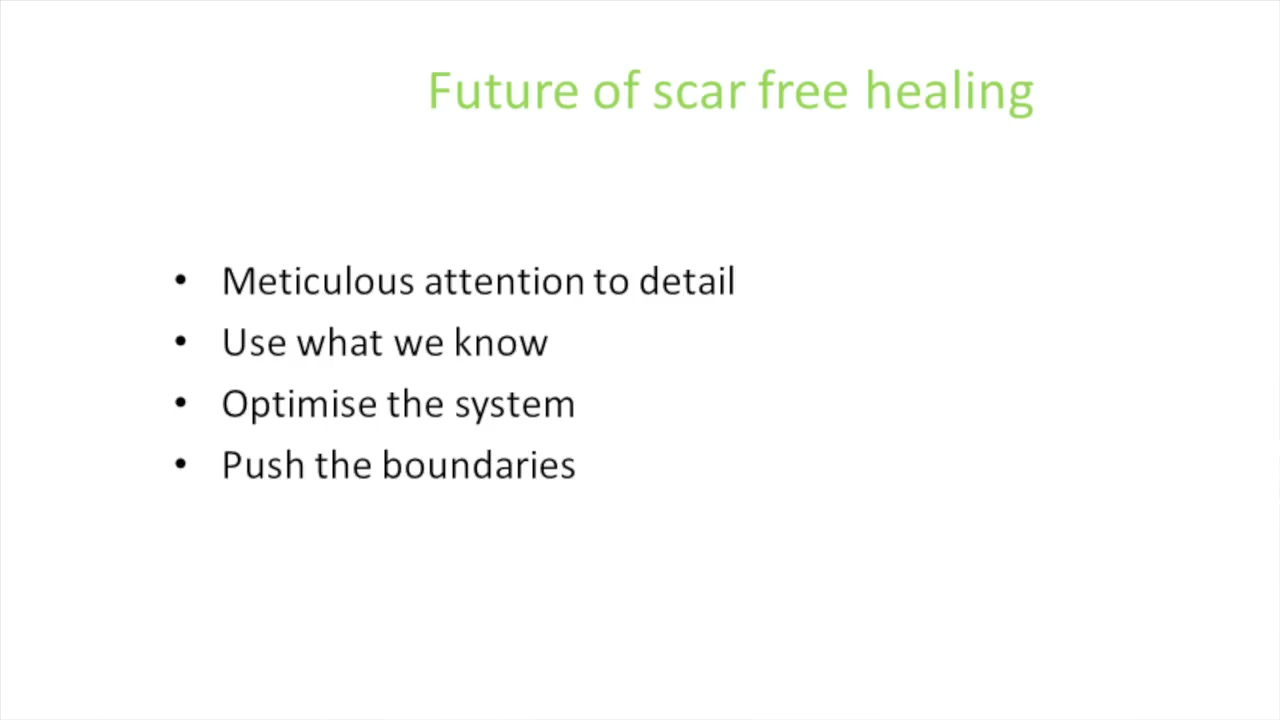 Future of scar free healing
• Meticulous attention to detail
• Use what we know
• Optimise the system
• Push the boundaries